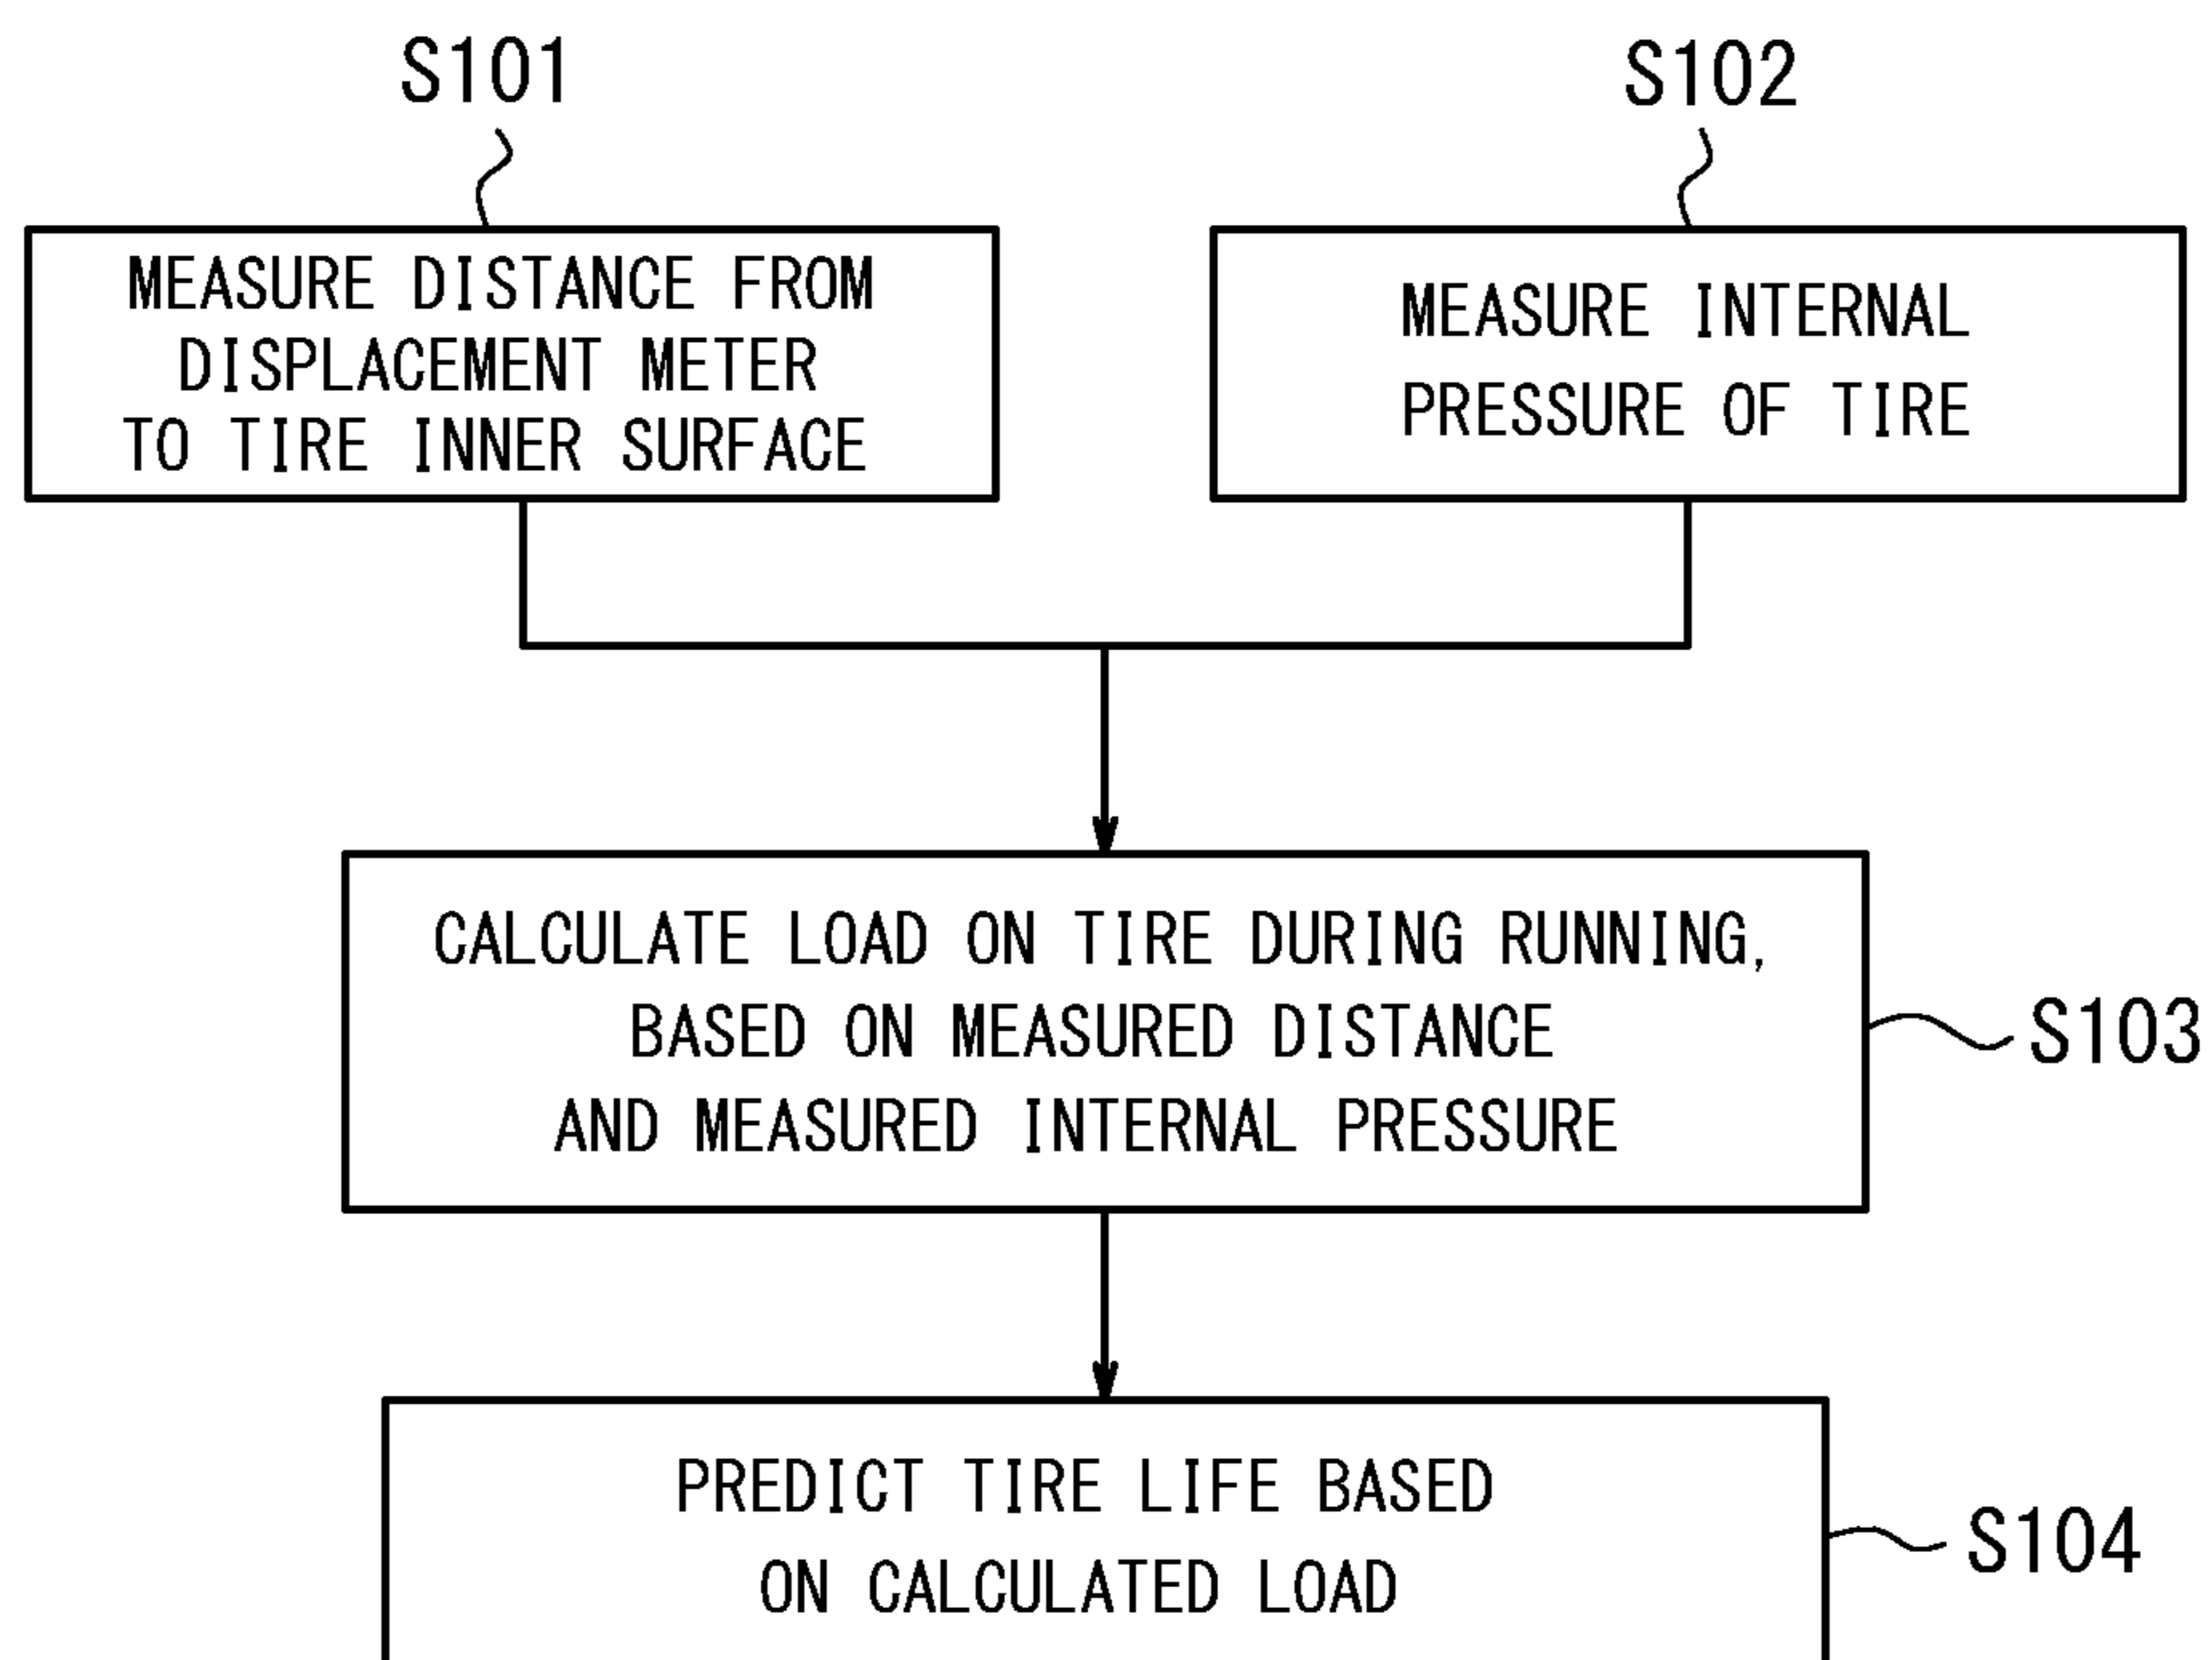 S101
S102
MEASURE DISTANCE FROM
DISPLACEMENT METER
TO TIRE INNER SURFACE
MEASURE INTERNAL
PRESSURE OF TIRE
CALCULATE LOAD ON TIRE DURING RUNNING,
BASED ON MEASURED DISTANCE
AND MEASURED INTERNAL PRESSURE
S103
PREDICT TIRE LIFE BASED
ON CALCULATED LOAD
S104